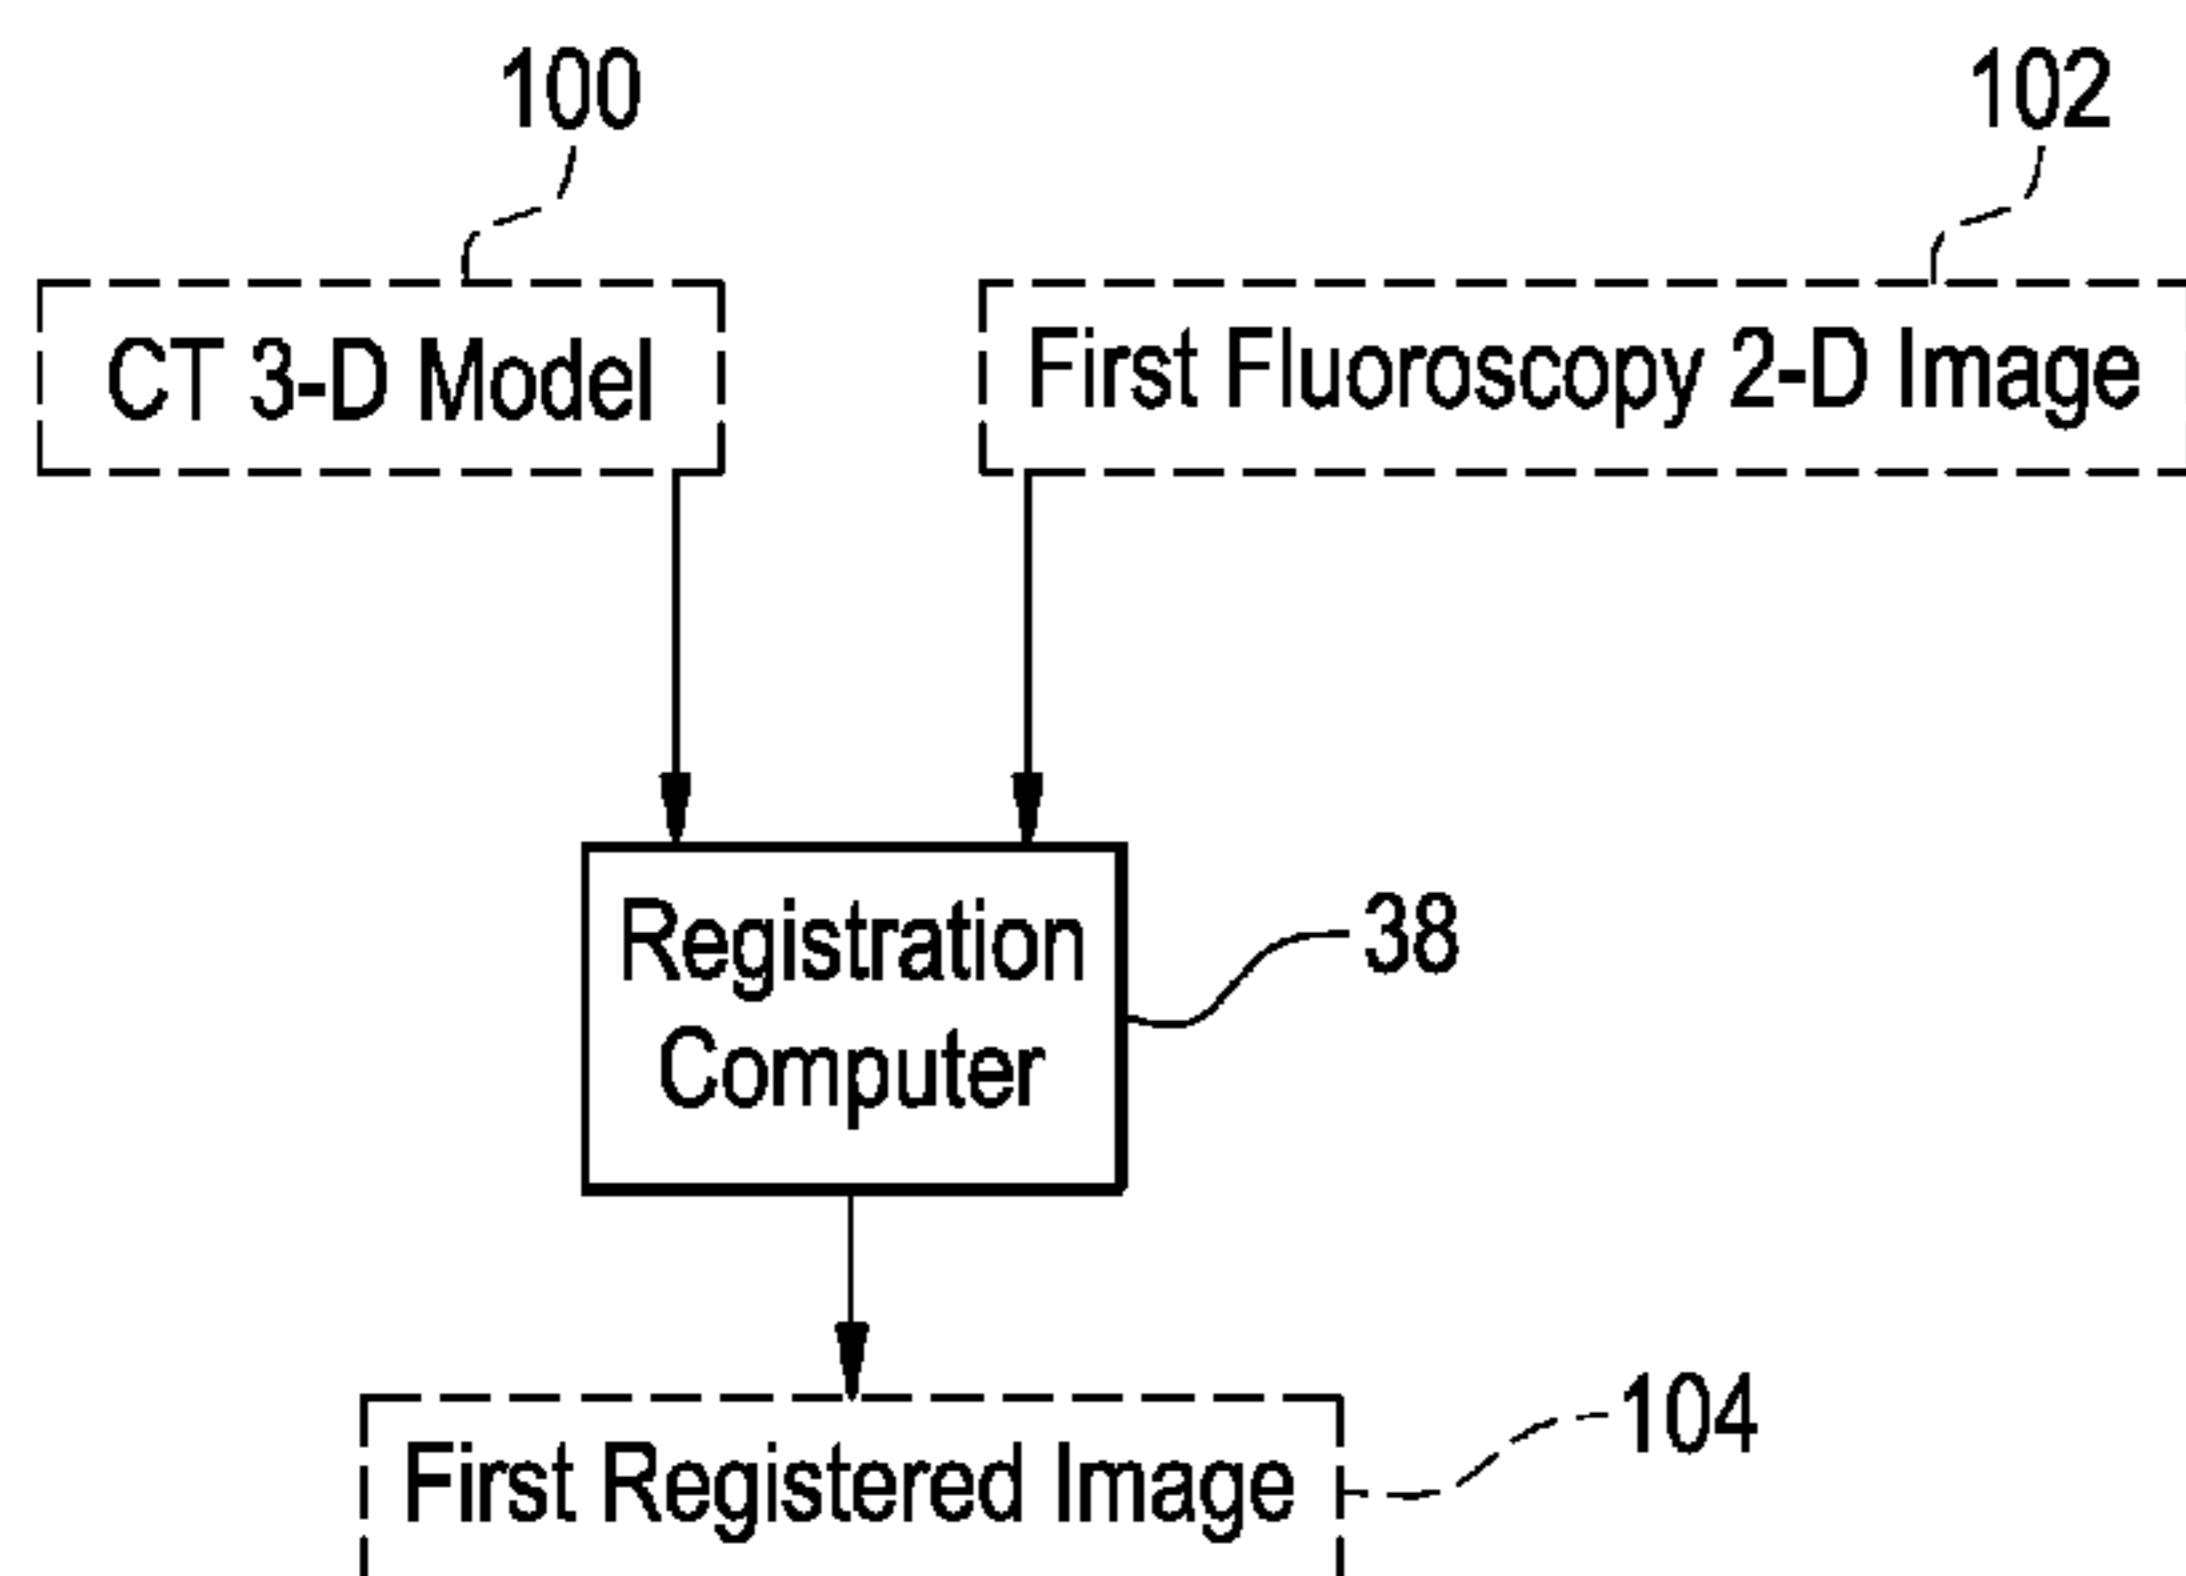 100
102
CT 3-D Model
First Fluoroscopy 2-D Image
Registration
Computer
38
104
First Registered Image